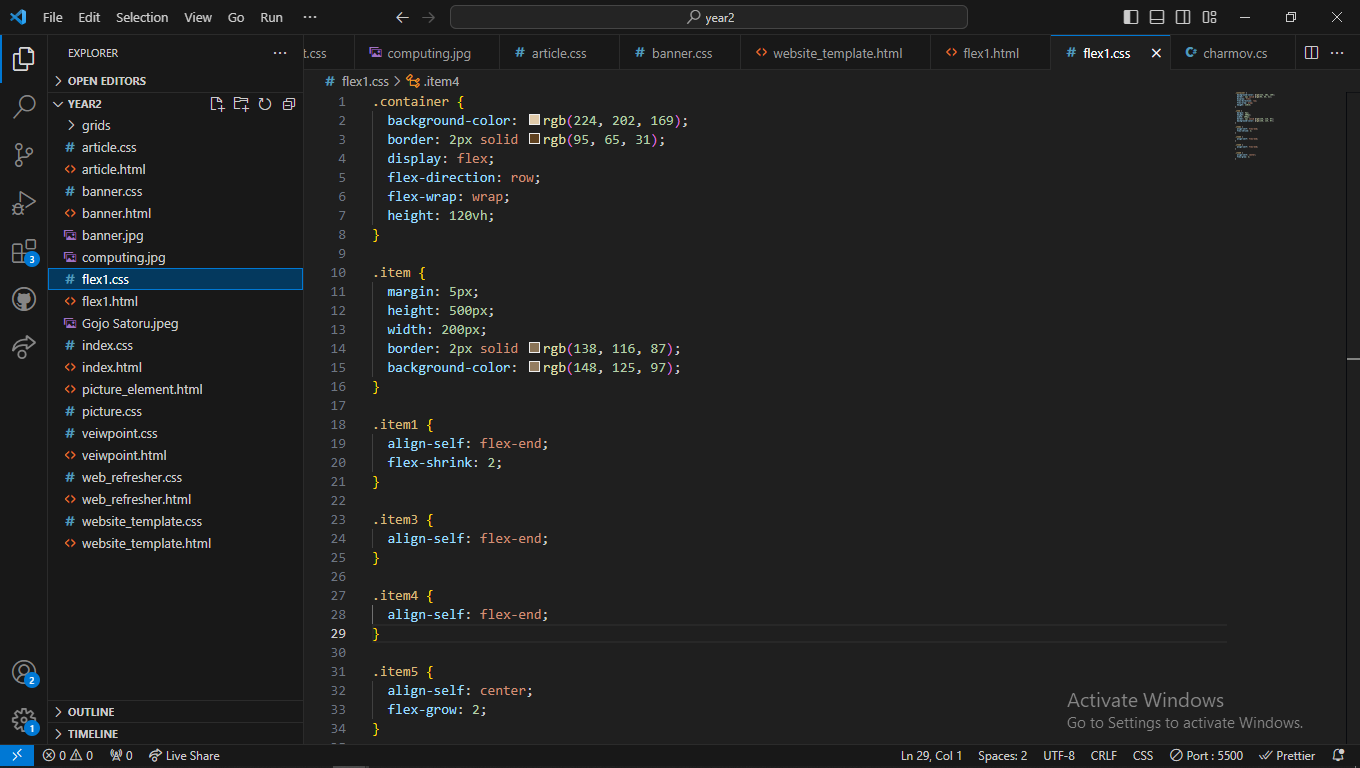 File Edit Selection View Go Run ··· year2
EXPLORER ···
OPEN EDITORS
YEAR2
grids
# article.css
<> article.html
# banner.css
<> banner.html
banner.jpg
computing.jpg
# flex1.css
<> flex1.html
Gojo Satoru.jpeg
# index.css
<> index.html
<> picture_element.html
# picture.css
# veiwpoint.css
<> veiwpoint.html
# web_refresher.css
<> web_refresher.html
# website_template.css
<> website_template.html
OUTLINE
TIMELINE
3
2
1
t.css computing.jpg # article.css # banner.css <> website_template.html <> flex1.html # flex1.css charmov.cs ···
# flex1.css > .item4
1 .container {
2 background-color: rgb(224, 202, 169);
3 border: 2px solid rgb(95, 65, 31);
4 display: flex;
5 flex-direction: row;
6 flex-wrap: wrap;
7 height: 120vh;
8 }
9
10 .item {
11 margin: 5px;
12 height: 500px;
13 width: 200px;
14 border: 2px solid rgb(138, 116, 87);
15 background-color: rgb(148, 125, 97);
16 }
17
18 .item1 {
19 align-self: flex-end;
20 flex-shrink: 2;
21 }
22
23 .item3 {
24 align-self: flex-end;
25 }
26
27 .item4 {
28 align-self: flex-end;
29 }
30
31 .item5 {
32 align-self: center;
33 flex-grow: 2;
34 }
Activate Windows
Go to Settings to activate Windows.
0 0 0 Live Share Ln 29, Col 1 Spaces: 2 UTF-8 CRLF CSS Port : 5500 Prettier